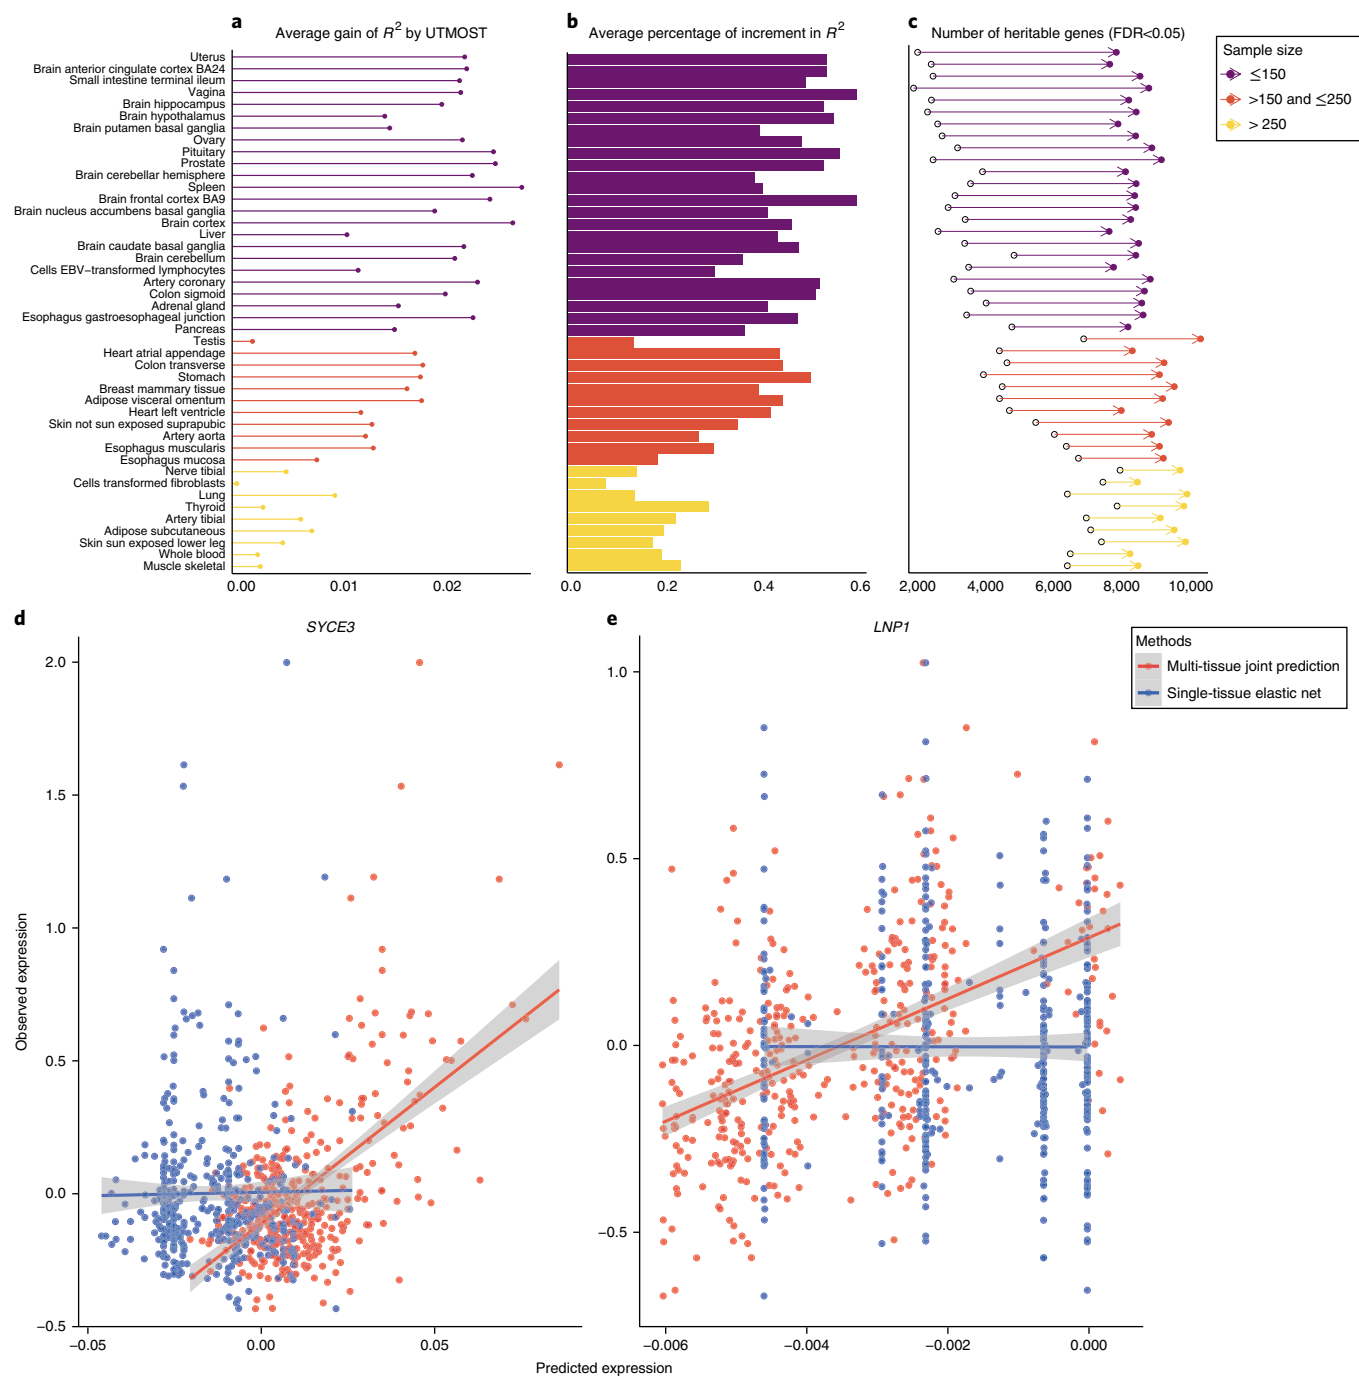 a
Average gain of R² by UTMOST
b
Average percentage of increment in R²
c
Number of heritable genes (FDR<0.05)
Sample size
≤150
>150 and ≤250
> 250
Uterus
Brain anterior cingulate cortex BA24
Small intestine terminal ileum
Vagina
Brain hippocampus
Brain hypothalamus
Brain putamen basal ganglia
Ovary
Pituitary
Prostate
Brain cerebellar hemisphere
Spleen
Brain frontal cortex BA9
Brain nucleus accumbens basal ganglia
Brain cortex
Liver
Brain caudate basal ganglia
Brain cerebellum
Cells EBV−transformed lymphocytes
Artery coronary
Colon sigmoid
Adrenal gland
Esophagus gastroesophageal junction
Pancreas
Testis
Heart atrial appendage
Colon transverse
Stomach
Breast mammary tissue
Adipose visceral omentum
Heart left ventricle
Skin not sun exposed suprapubic
Artery aorta
Esophagus muscularis
Esophagus mucosa
Nerve tibial
Cells transformed fibroblasts
Lung
Thyroid
Artery tibial
Adipose subcutaneous
Skin sun exposed lower leg
Whole blood
Muscle skeletal
0.00 0.01 0.02
0.0 0.2 0.4 0.6
2,000 4,000 6,000 8,000 10,000
d
SYCE3
e
LNP1
Methods
Multi-tissue joint prediction
Single-tissue elastic net
Observed expression
2.0
1.5
1.0
0.5
0.0
−0.5
−0.05 0.00 0.05
1.0
0.5
0.0
−0.5
−0.006 −0.004 −0.002 0.000
Predicted expression